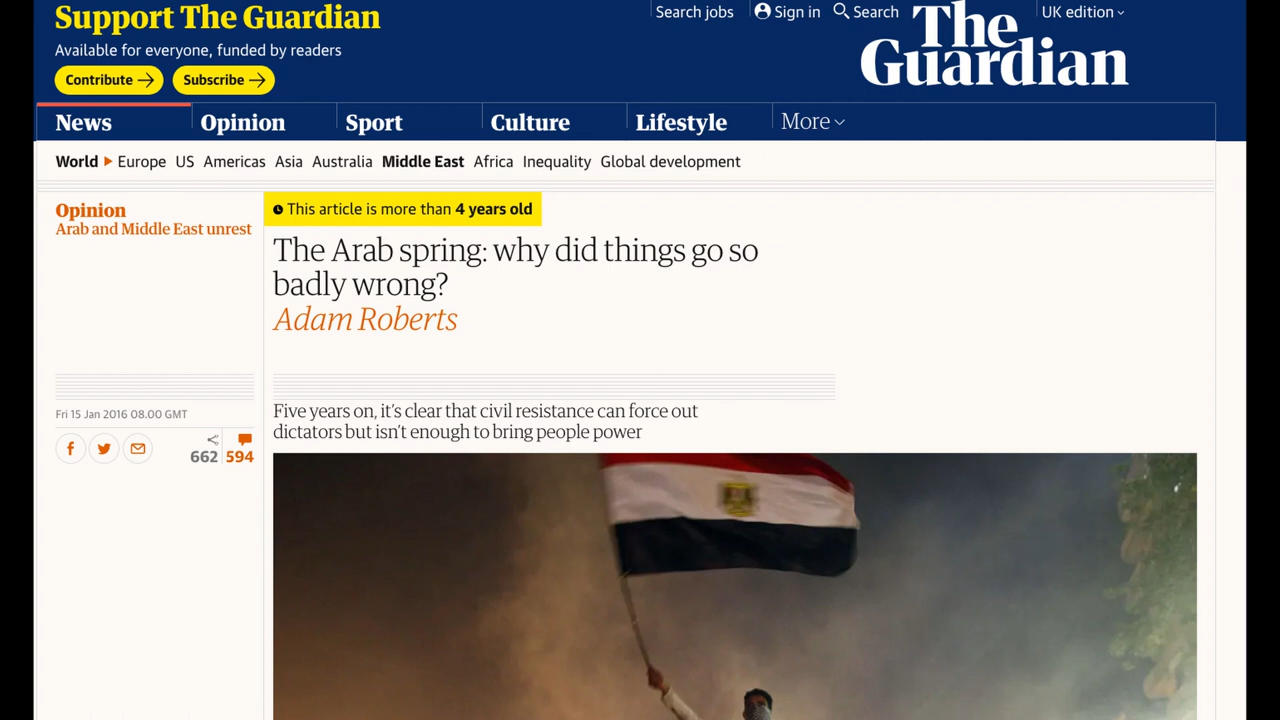 Support The Guardian
Available for everyone, funded by readers
Contribute → Subscribe →
Search jobs Sign in Search UK edition
The
Guardian
News Opinion Sport Culture Lifestyle More
World Europe US Americas Asia Australia Middle East Africa Inequality Global development
Opinion
Arab and Middle East unrest
This article is more than 4 years old
The Arab spring: why did things go so
badly wrong?
Adam Roberts
Fri 15 Jan 2016 08.00 GMT
662 594
Five years on, it's clear that civil resistance can force out
dictators but isn't enough to bring people power